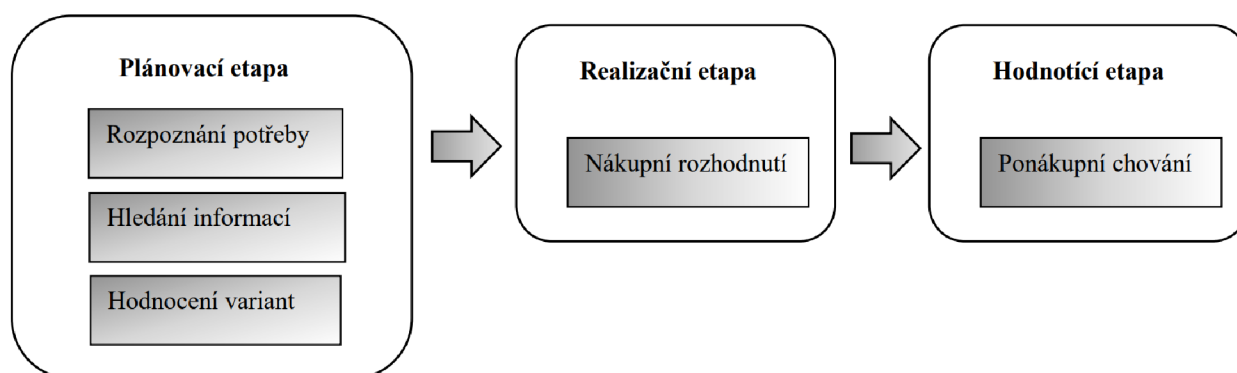 Plánovací etapa
Rozpoznání potřeby
Hledání informací
Hodnocení variant
Realizační etapa
Nákupní rozhodnutí
Hodnotící etapa
Ponákupní chování